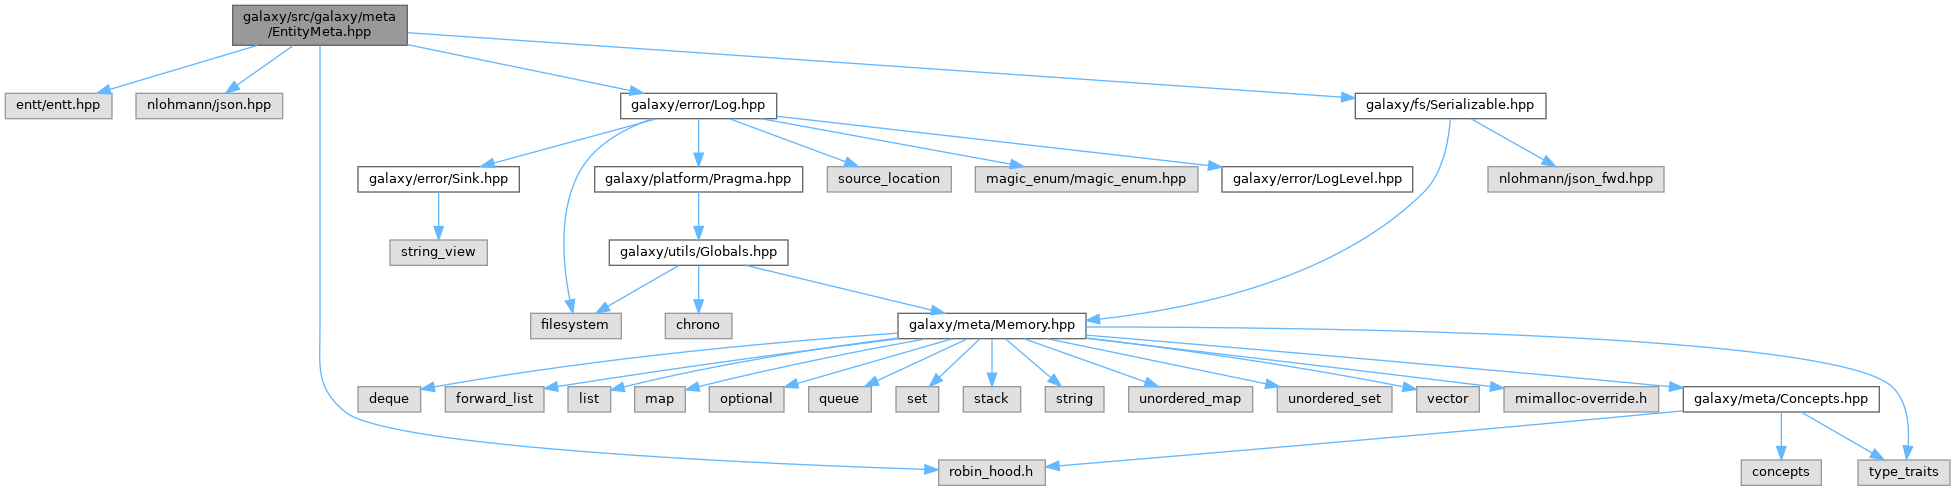 galaxy/src/galaxy/meta
/EntityMeta.hpp
entt/entt.hpp
nlohmann/json.hpp
galaxy/error/Log.hpp
galaxy/fs/Serializable.hpp
galaxy/error/Sink.hpp
galaxy/platform/Pragma.hpp
source_location
magic_enum/magic_enum.hpp
galaxy/error/LogLevel.hpp
nlohmann/json_fwd.hpp
string_view
galaxy/utils/Globals.hpp
filesystem
chrono
galaxy/meta/Memory.hpp
deque
forward_list
list
map
optional
queue
set
stack
string
unordered_map
unordered_set
vector
mimalloc-override.h
galaxy/meta/Concepts.hpp
robin_hood.h
concepts
type_traits